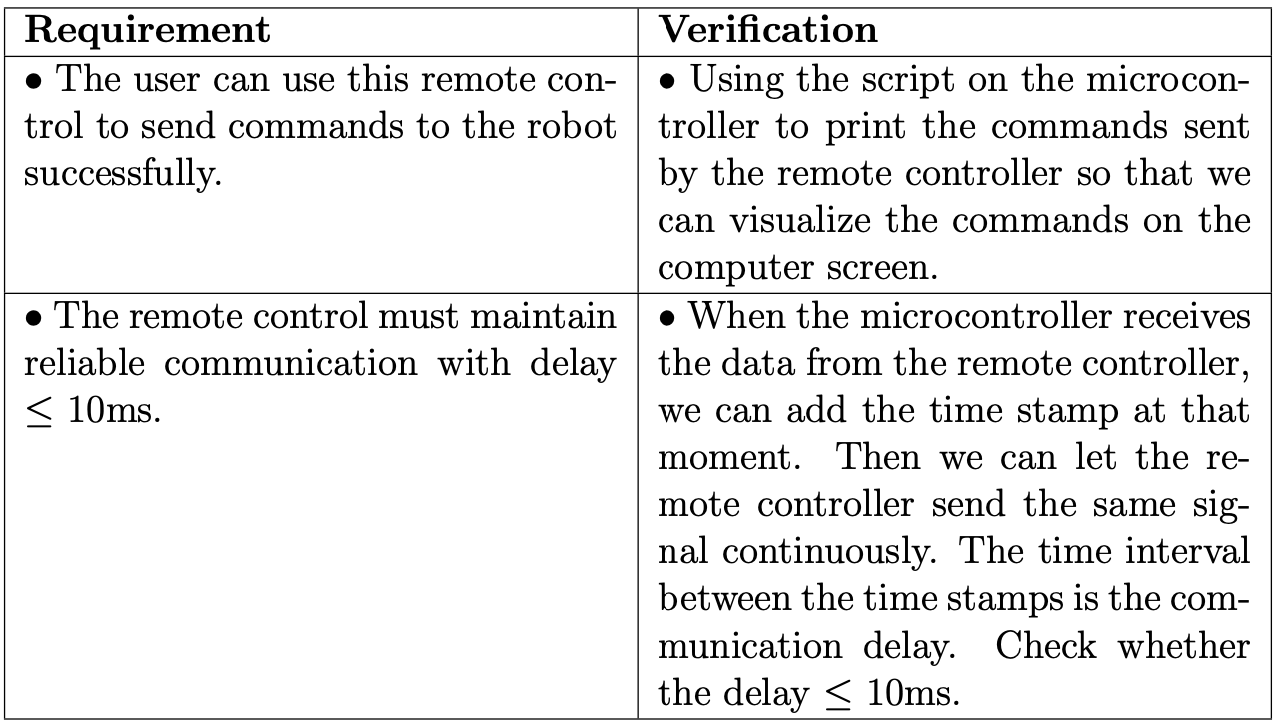 Requirement
Verification
• The user can use this remote con-
trol to send commands to the robot
successfully.
• Using the script on the microcon-
troller to print the commands sent
by the remote controller so that we
can visualize the commands on the
computer screen.
• The remote control must maintain
reliable communication with delay
≤ 10ms.
• When the microcontroller receives
the data from the remote controller,
we can add the time stamp at that
moment. Then we can let the re-
mote controller send the same sig-
nal continuously. The time interval
between the time stamps is the com-
munication delay. Check whether
the delay ≤ 10ms.